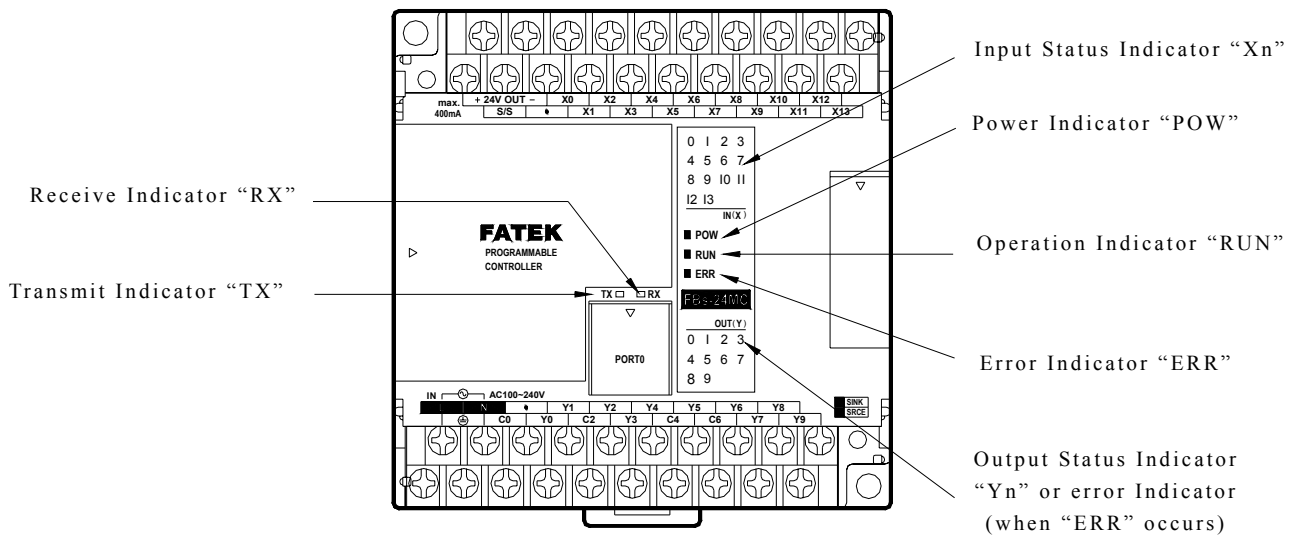 Input Status Indicator “Xn”
Power Indicator “POW”
Receive Indicator “RX”
Operation Indicator “RUN”
Transmit Indicator “TX”
Error Indicator “ERR”
Output Status Indicator
“Yn” or error Indicator
(when “ERR” occurs)
max. + 24V OUT – X0 X2 X4 X6 X8 X10 X12
400mA S/S X1 X3 X5 X7 X9 X11 X13
0 1 2 3
4 5 6 7
8 9 10 11
12 13
IN(X)
POW
RUN
ERR
FATEK
PROGRAMMABLE
CONTROLLER
TX RX
FBs-24MC
PORT0
OUT(Y)
0 1 2 3
4 5 6 7
8 9
IN AC100~240V
N Y1 Y2 Y4 Y5 Y6 Y8
C0 Y0 C2 Y3 C4 C6 Y7 Y9
SINK
SRCE